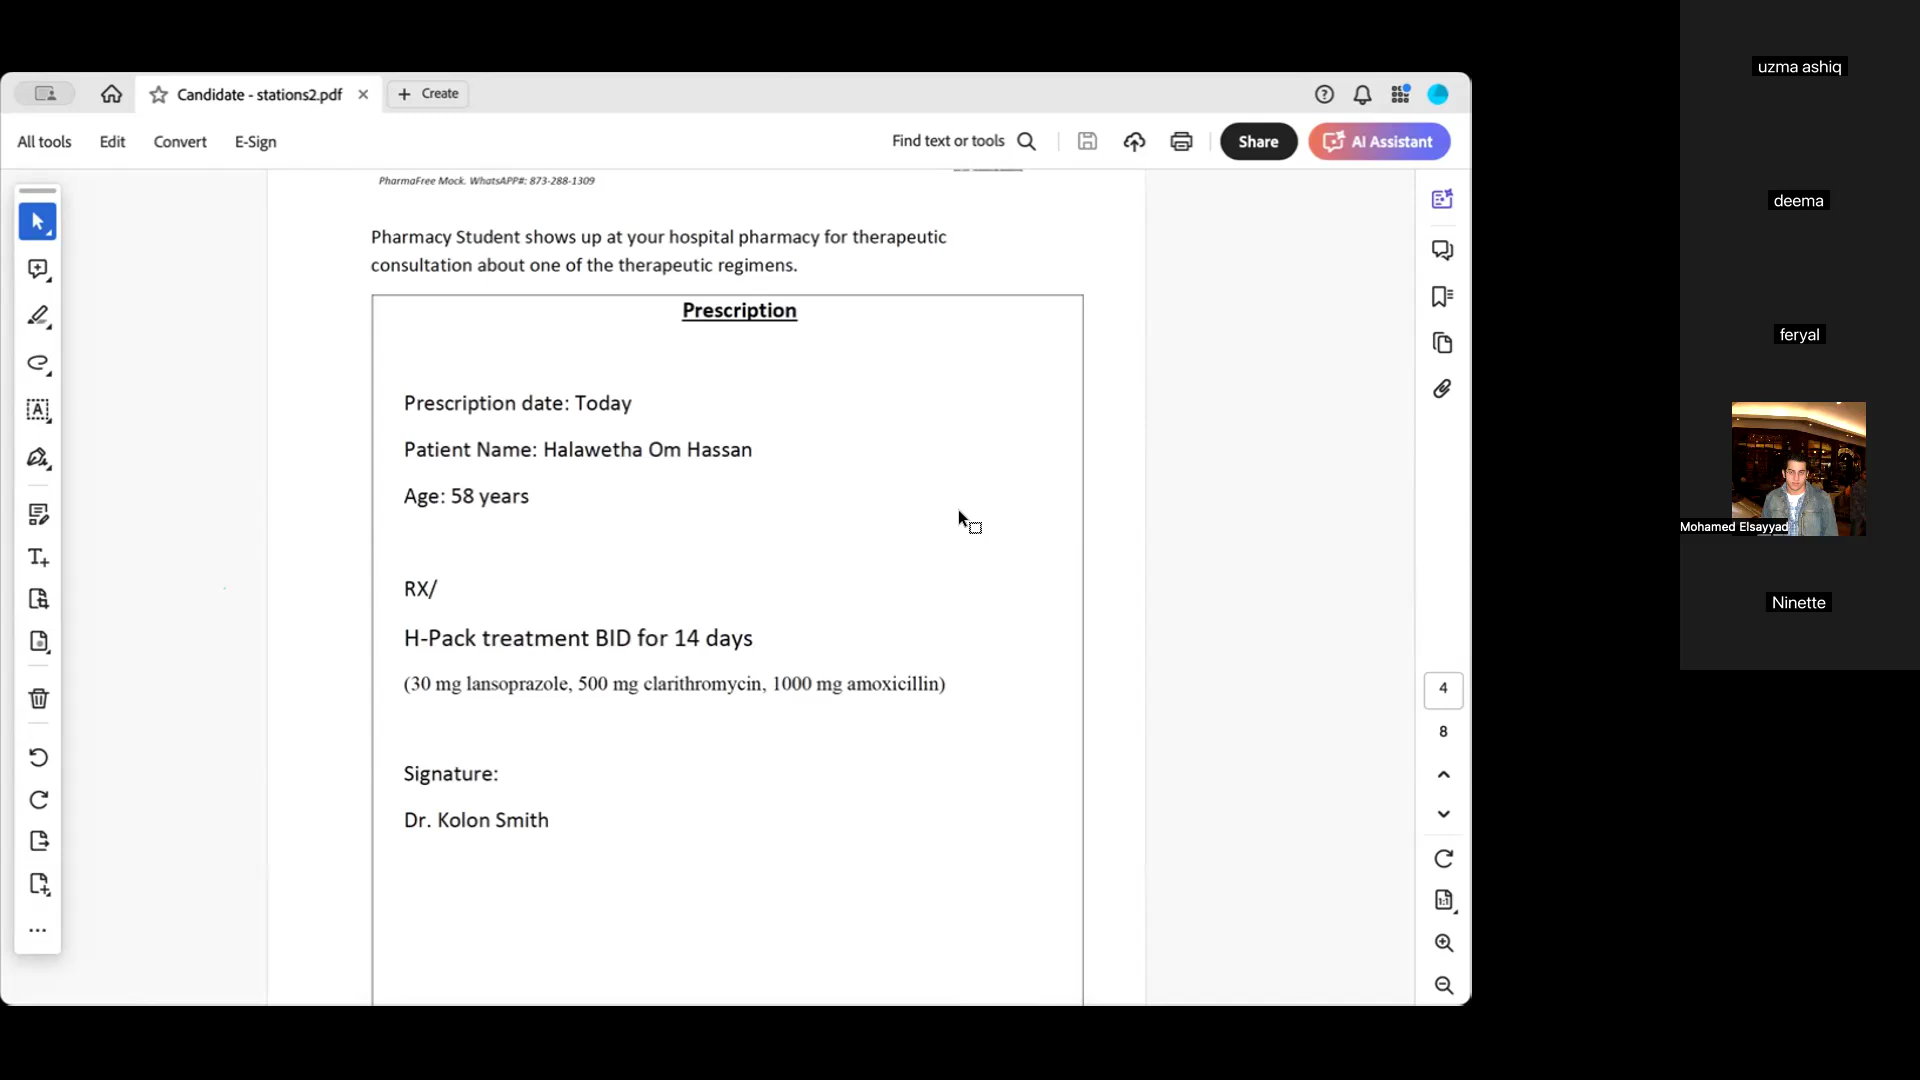 Candidate - stations2.pdf
Create
All tools
Edit
Convert
E-Sign
Find text or tools
Share
AI Assistant
PharmaFree Mock. WhatsAPP#: 873-288-1309
Pharmacy Student shows up at your hospital pharmacy for therapeutic
consultation about one of the therapeutic regimens.
Prescription
Prescription date: Today
Patient Name: Halawetha Om Hassan
Age: 58 years
RX/
H-Pack treatment BID for 14 days
(30 mg lansoprazole, 500 mg clarithromycin, 1000 mg amoxicillin)
Signature:
Dr. Kolon Smith
4
8
uzma ashiq
deema
feryal
Mohamed Elsayyad
Ninette